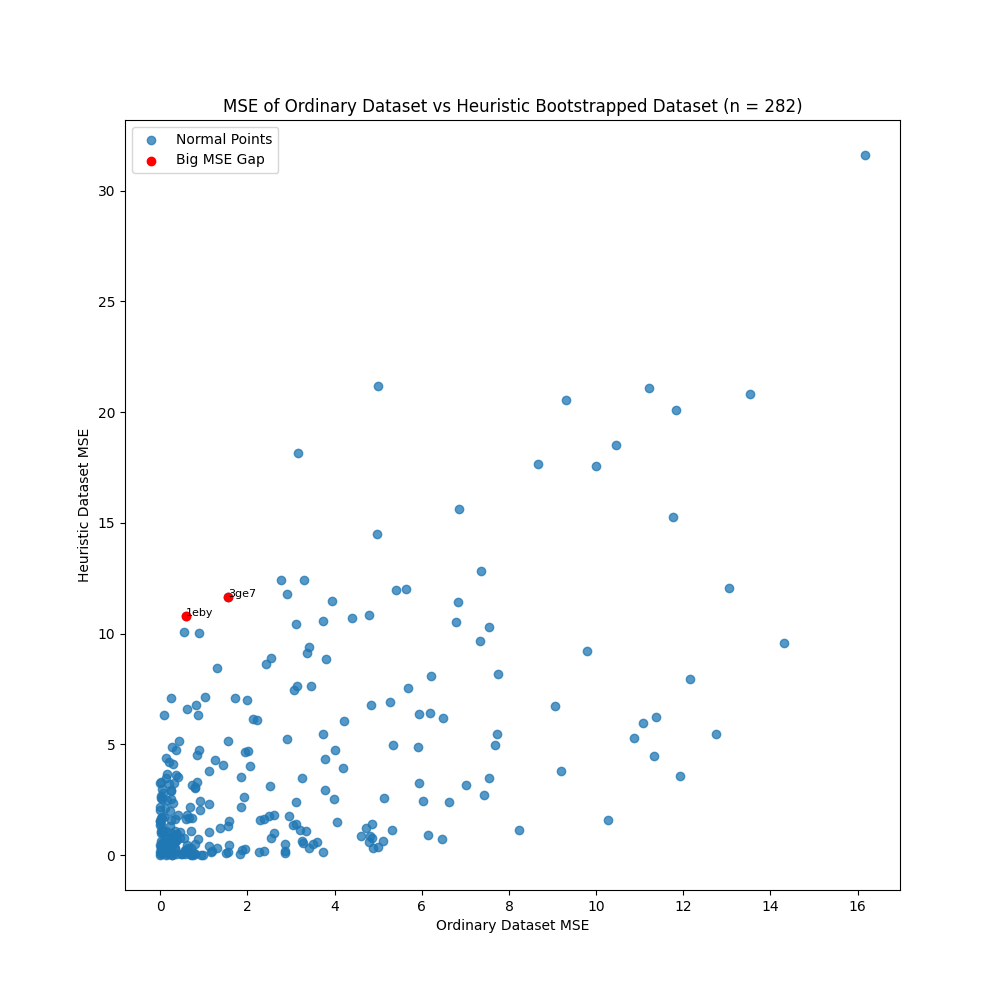 MSE of Ordinary Dataset vs Heuristic Bootstrapped Dataset (n = 282)
Normal Points
Big MSE Gap
30
25
20
15
10
5
0
Heuristic Dataset MSE
3ge7
1eby
0 2 4 6 8 10 12 14 16
Ordinary Dataset MSE